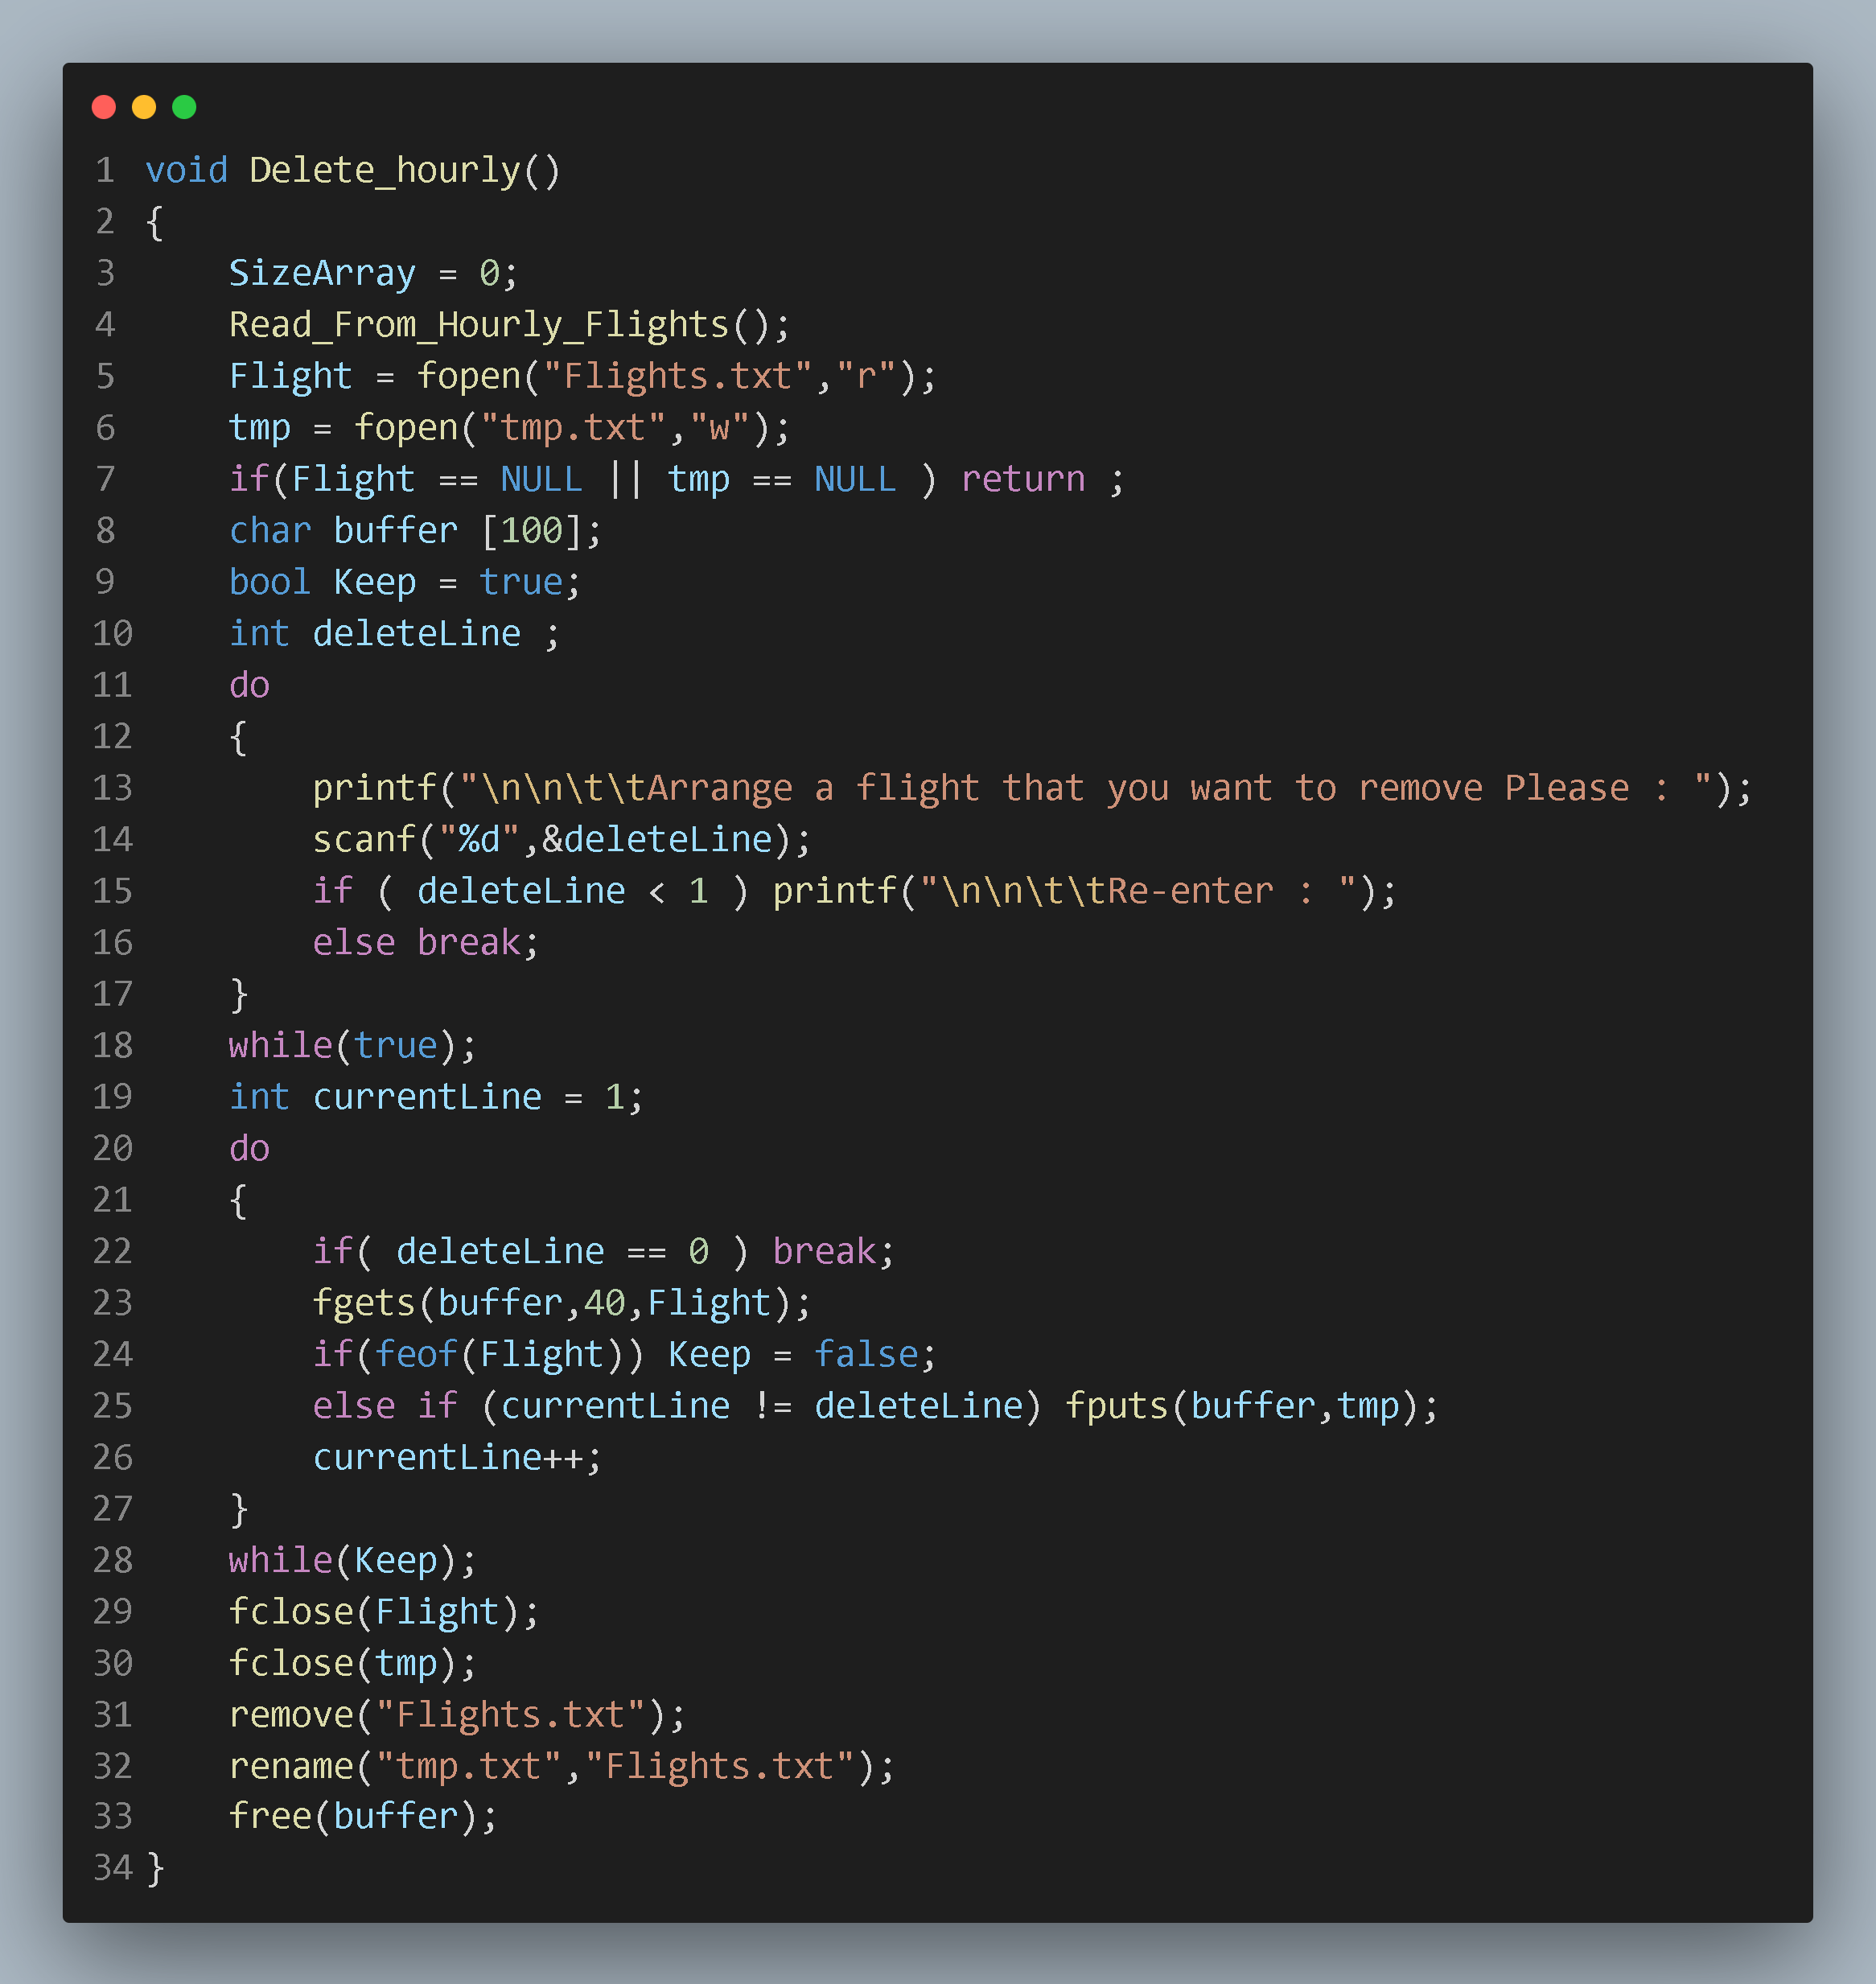 1 void Delete_hourly()
2 {
3     SizeArray = 0;
4     Read_From_Hourly_Flights();
5     Flight = fopen("Flights.txt","r");
6     tmp = fopen("tmp.txt","w");
7     if(Flight == NULL || tmp == NULL ) return ;
8     char buffer [100];
9     bool Keep = true;
10     int deleteLine ;
11     do
12     {
13         printf("\n\n\t\tArrange a flight that you want to remove Please : ");
14         scanf("%d",&deleteLine);
15         if ( deleteLine < 1 ) printf("\n\n\t\tRe-enter : ");
16         else break;
17     }
18     while(true);
19     int currentLine = 1;
20     do
21     {
22         if( deleteLine == 0 ) break;
23         fgets(buffer,40,Flight);
24         if(feof(Flight)) Keep = false;
25         else if (currentLine != deleteLine) fputs(buffer,tmp);
26         currentLine++;
27     }
28     while(Keep);
29     fclose(Flight);
30     fclose(tmp);
31     remove("Flights.txt");
32     rename("tmp.txt","Flights.txt");
33     free(buffer);
34 }